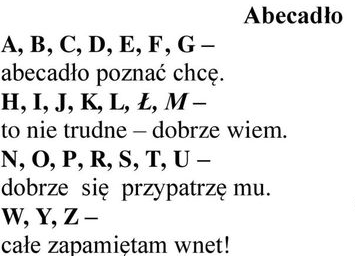 Abecadło
A, B, C, D, E, F, G –
abecadło poznać chcę.
H, I, J, K, L, Ł, M –
to nie trudne – dobrze wiem.
N, O, P, R, S, T, U –
dobrze się przypatrzę mu.
W, Y, Z –
całe zapamiętam wnet!